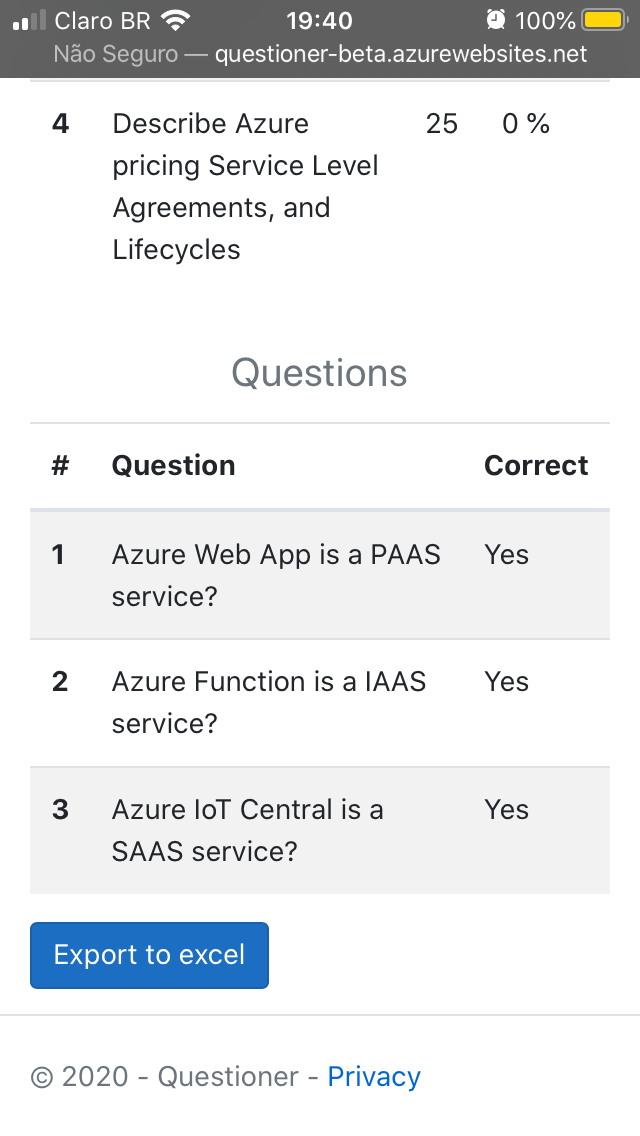 Claro BR 19:40 100%
Não Seguro — questioner-beta.azurewebsites.net
4 Describe Azure 25 0 %
pricing Service Level
Agreements, and
Lifecycles
Questions
# Question Correct
1 Azure Web App is a PAAS Yes
service?
2 Azure Function is a IAAS Yes
service?
3 Azure IoT Central is a Yes
SAAS service?
Export to excel
© 2020 - Questioner - Privacy